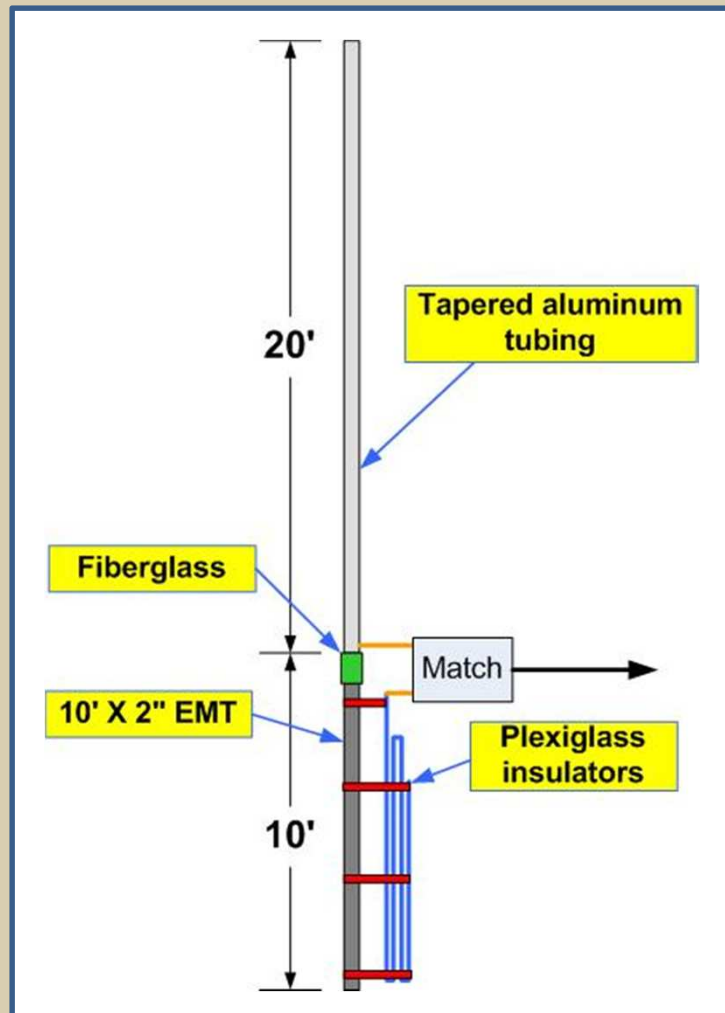 20'
Tapered aluminum
tubing
Fiberglass
Match
10' X 2" EMT
Plexiglass
insulators
10'